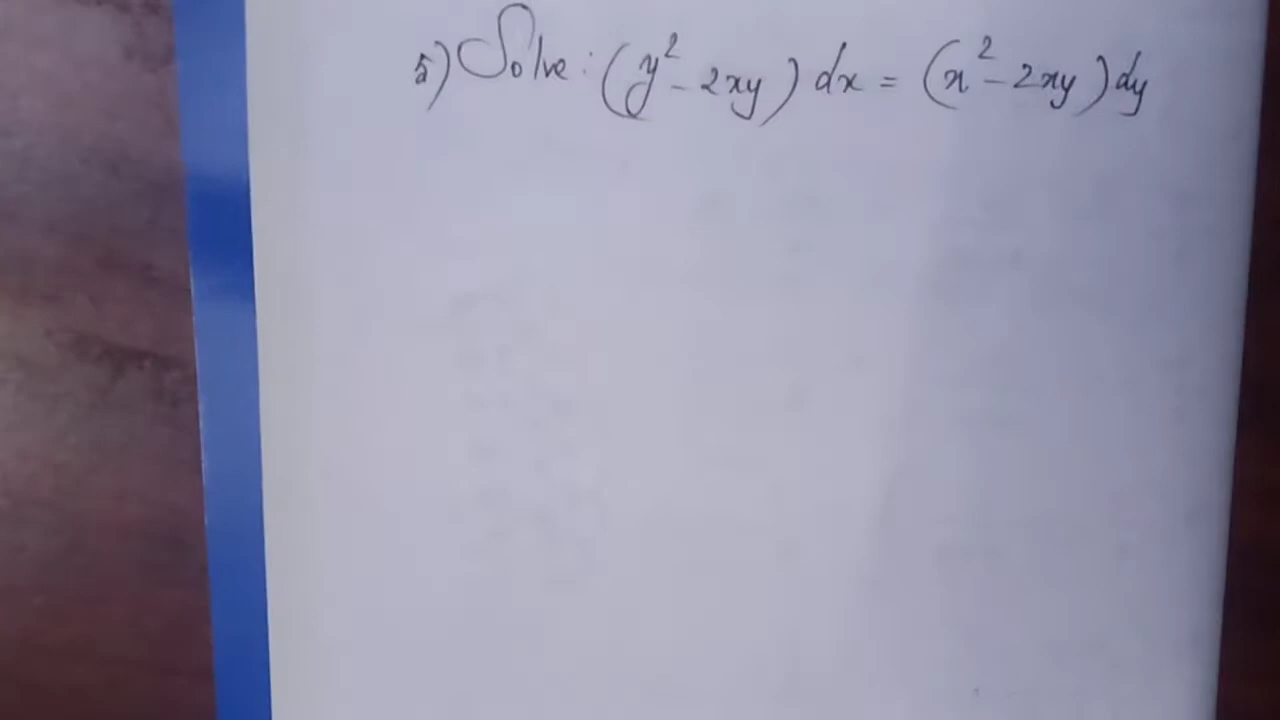 5) Solve : (y² - 2xy) dx = (x² - 2xy) dy